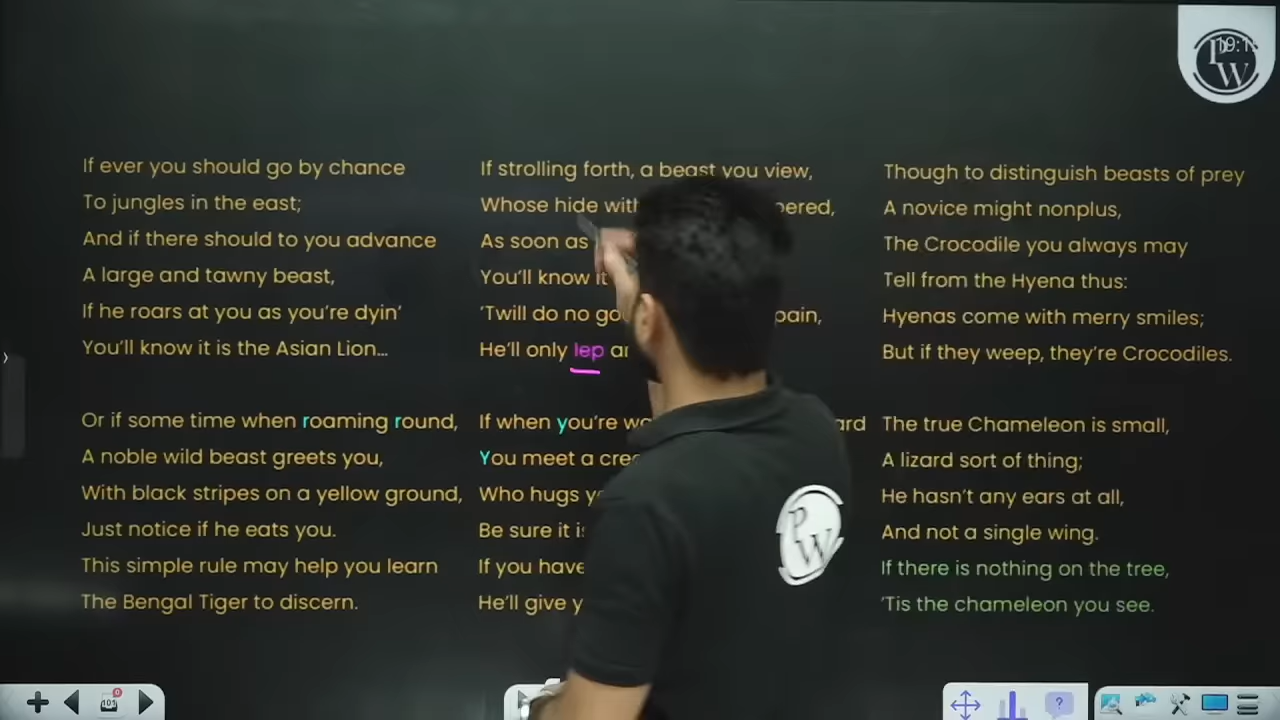 19:1
PW
If ever you should go by chance
To jungles in the east;
And if there should to you advance
A large and tawny beast,
If he roars at you as you're dyin'
You'll know it is the Asian Lion...
Or if some time when roaming round,
A noble wild beast greets you,
With black stripes on a yellow ground,
Just notice if he eats you.
This simple rule may help you learn
The Bengal Tiger to discern.
If strolling forth, a beast you view,
Whose hide with
As soon as
You'll know it
'Twill do no pain,
He'll only lep
If when you're
You meet a
Who hugs
Be sure it
If you have
He'll give
Though to distinguish beasts of prey
A novice might nonplus,
The Crocodile you always may
Tell from the Hyena thus:
Hyenas come with merry smiles;
But if they weep, they're Crocodiles.
The true Chameleon is small,
A lizard sort of thing;
He hasn't any ears at all,
And not a single wing.
If there is nothing on the tree,
'Tis the chameleon you see.
PW